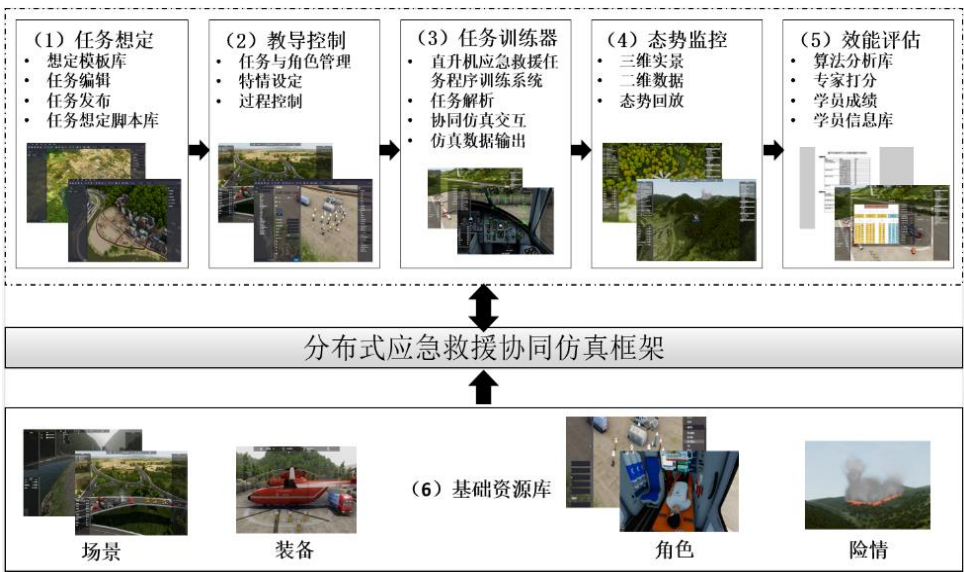 （1）任务想定
• 想定模板库
• 任务编辑
• 任务发布
• 任务想定脚本库
（2）教导控制
• 任务与角色管理
• 特情设定
• 过程控制
（3）任务训练器
• 直升机应急救援任
务程序训练系统
• 任务解析
• 协同仿真交互
• 仿真数据输出
（4）态势监控
• 三维实景
• 二维数据
• 态势回放
（5）效能评估
• 算法分析库
• 专家打分
• 学员成绩
• 学员信息库
分布式应急救援协同仿真框架
（6）基础资源库
场景
装备
角色
险情